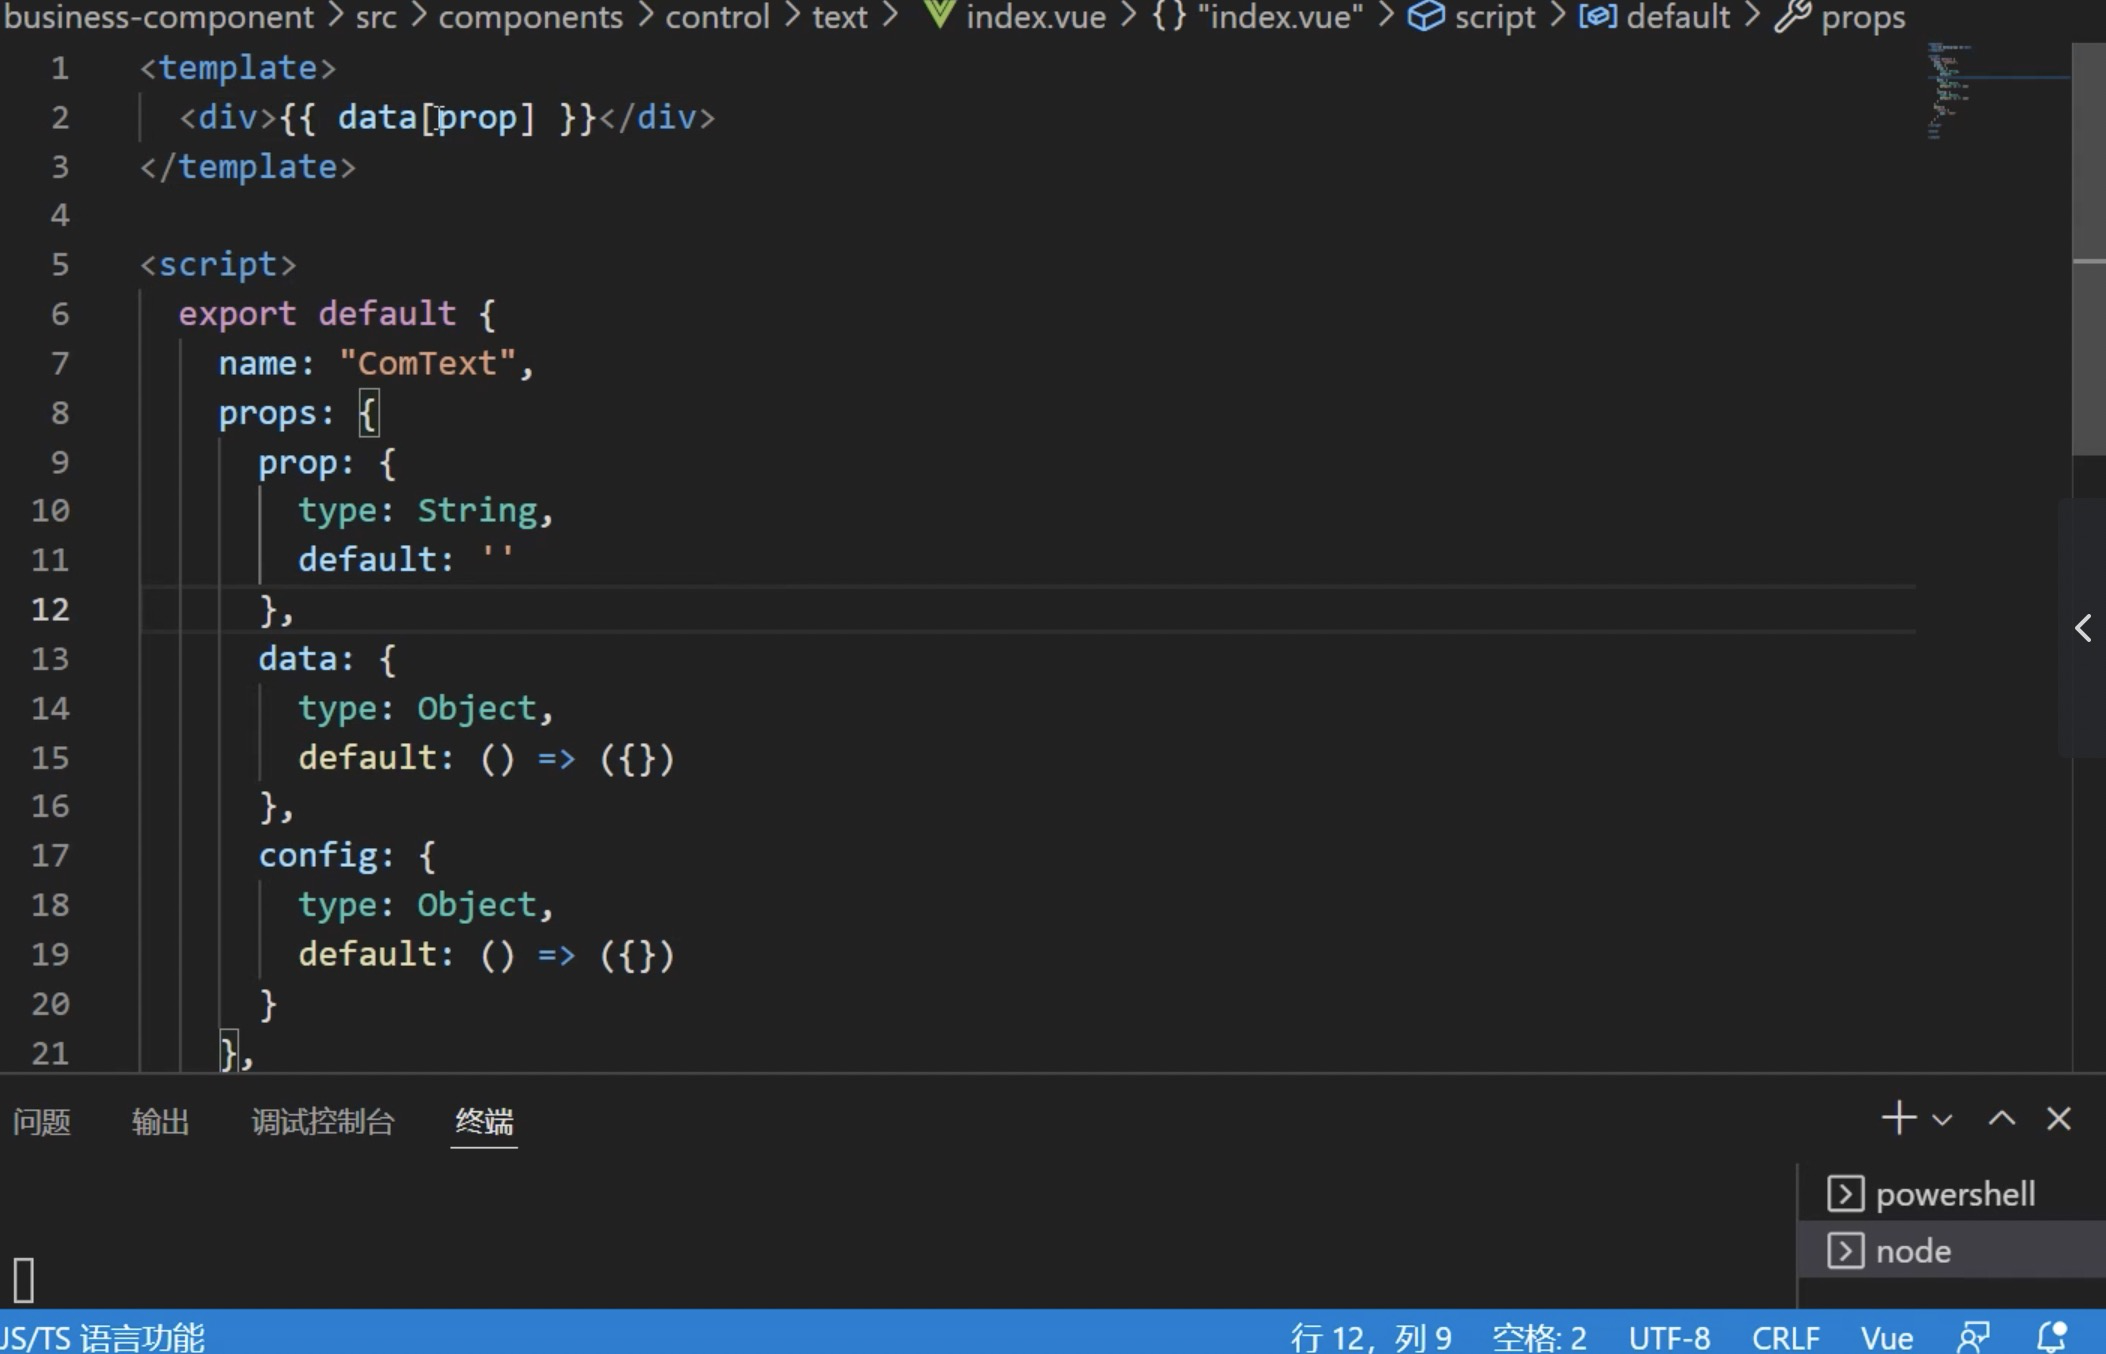 business-component > src > components > control > text > index.vue > {} "index.vue" > script > default > props
1 <template>
2 <div>{{ data[prop] }}</div>
3 </template>
4
5 <script>
6 export default {
7 name: "ComText",
8 props: {
9 prop: {
10 type: String,
11 default: ''
12 },
13 data: {
14 type: Object,
15 default: () => ({})
16 },
17 config: {
18 type: Object,
19 default: () => ({})
20 }
21 },
问题 输出 调试控制台 终端
powershell
node
JS/TS 语言功能 行 12, 列 9 空格: 2 UTF-8 CRLF Vue